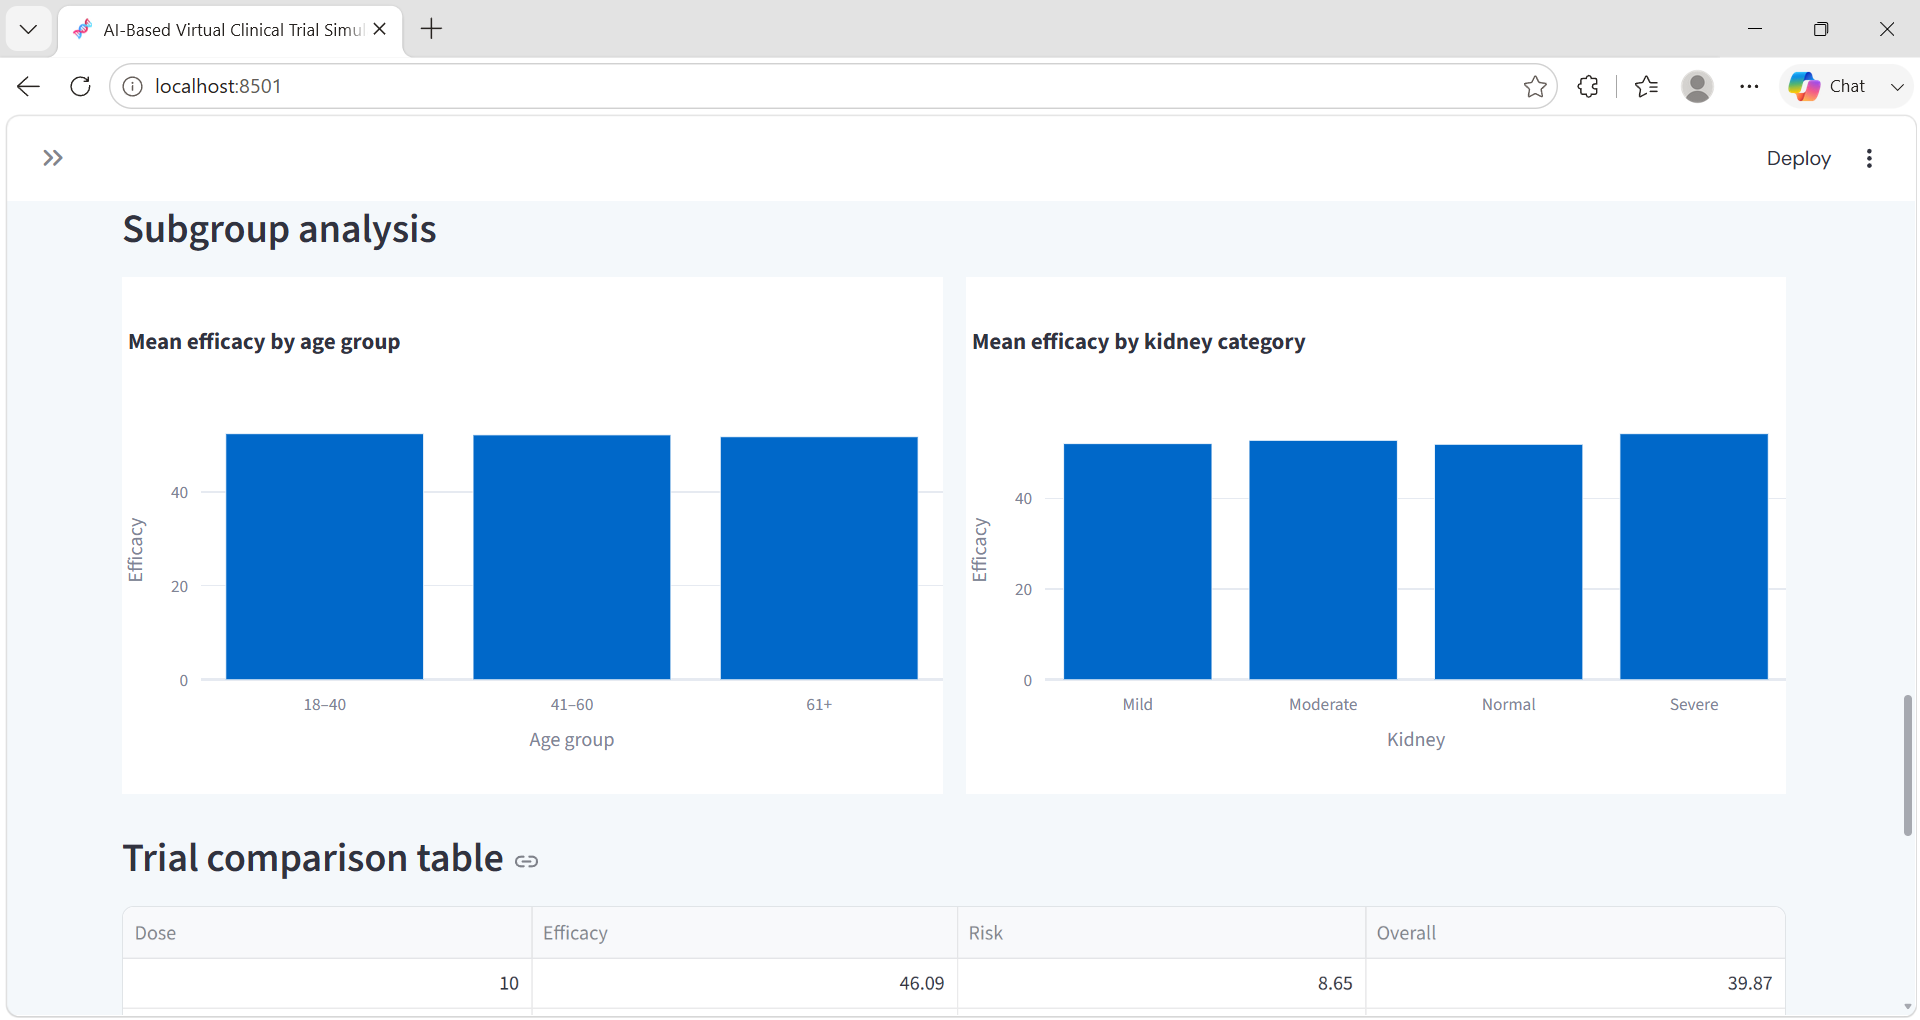 AI-Based Virtual Clinical Trial Simul
localhost:8501
Chat
Deploy
Subgroup analysis
Mean efficacy by age group
Efficacy
40
20
0
18–40
41–60
61+
Age group
Mean efficacy by kidney category
Efficacy
40
20
0
Mild
Moderate
Normal
Severe
Kidney
Trial comparison table
Dose
Efficacy
Risk
Overall
10
46.09
8.65
39.87